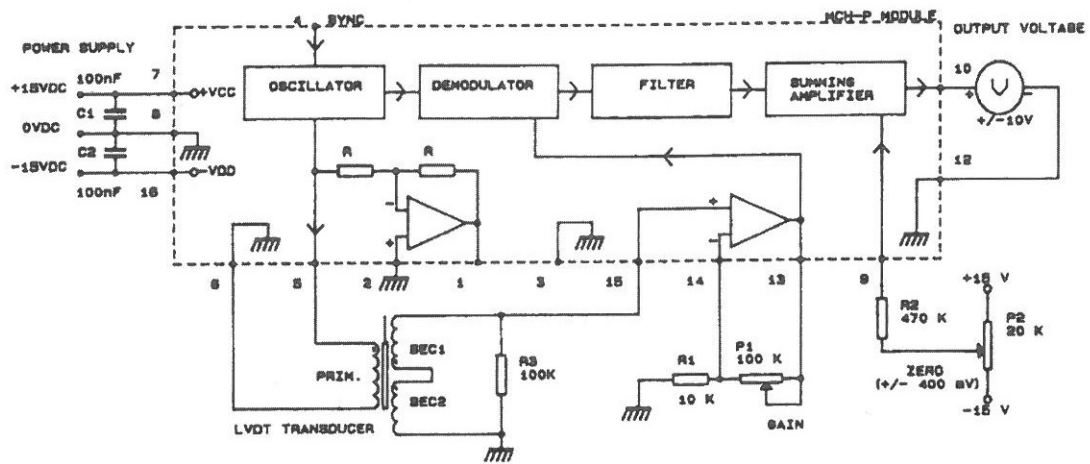 4 SYNC
MCH-P MODULE
OUTPUT VOLTAGE
POWER SUPPLY
+15VDC
100nF
7
+VCC
C1
8
0VDC
C2
-15VDC
100nF
16
-VDD
OSCILLATOR
DEMODULATOR
FILTER
SUMMING
AMPLIFIER
10
+
V
-
+/-10V
12
R
R
-
+
+
-
6
5
2
1
3
15
14
13
9
R2
470 K
+15 V
P2
20 K
ZERO
(+/- 400 mV)
-15 V
PRIM.
SEC1
SEC2
R3
100K
R1
10 K
P1
100 K
GAIN
LVDT TRANSDUCER